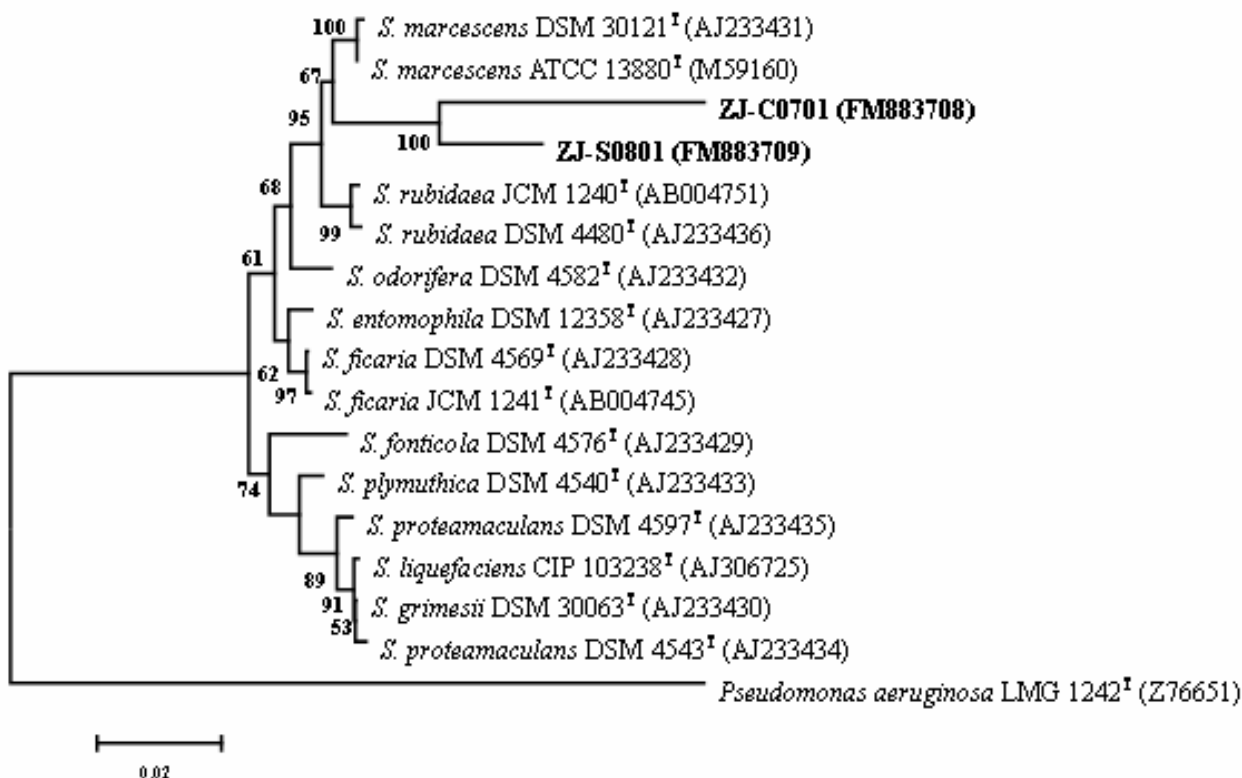 100
S. marcescens DSM 30121ᵀ (AJ233431)
67
S. marcescens ATCC 13880ᵀ (M59160)
ZJ-C0701 (FM883708)
95
100
ZJ-S0801 (FM883709)
68
S. rubidaea JCM 1240ᵀ (AB004751)
99
S. rubidaea DSM 4480ᵀ (AJ233436)
61
S. odorifera DSM 4582ᵀ (AJ233432)
S. entomophila DSM 12358ᵀ (AJ233427)
S. ficaria DSM 4569ᵀ (AJ233428)
62
97
S. ficaria JCM 1241ᵀ (AB004745)
S. fonticola DSM 4576ᵀ (AJ233429)
74
S. plymuthica DSM 4540ᵀ (AJ233433)
S. proteamaculans DSM 4597ᵀ (AJ233435)
89
S. liquefaciens CIP 103238ᵀ (AJ306725)
91
S. grimesii DSM 30063ᵀ (AJ233430)
53
S. proteamaculans DSM 4543ᵀ (AJ233434)
Pseudomonas aeruginosa LMG 1242ᵀ (Z76651)
0.02